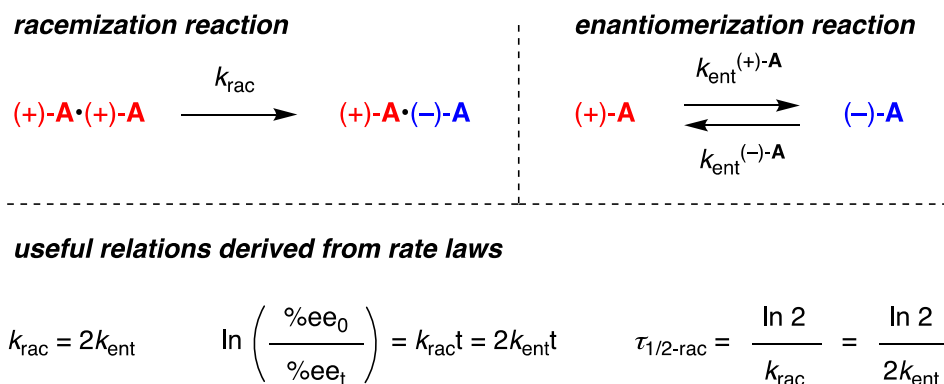 racemization reaction
enantiomerization reaction
k_rac
(+)-A•(+)-A
(+)-A•(–)-A
k_ent^(+)-A
(+)-A
(–)-A
k_ent^(–)-A
useful relations derived from rate laws
k_rac = 2k_ent
ln ( %ee_0 / %ee_t ) = k_rac t = 2k_ent t
τ_1/2-rac = ln 2 / k_rac = ln 2 / 2k_ent